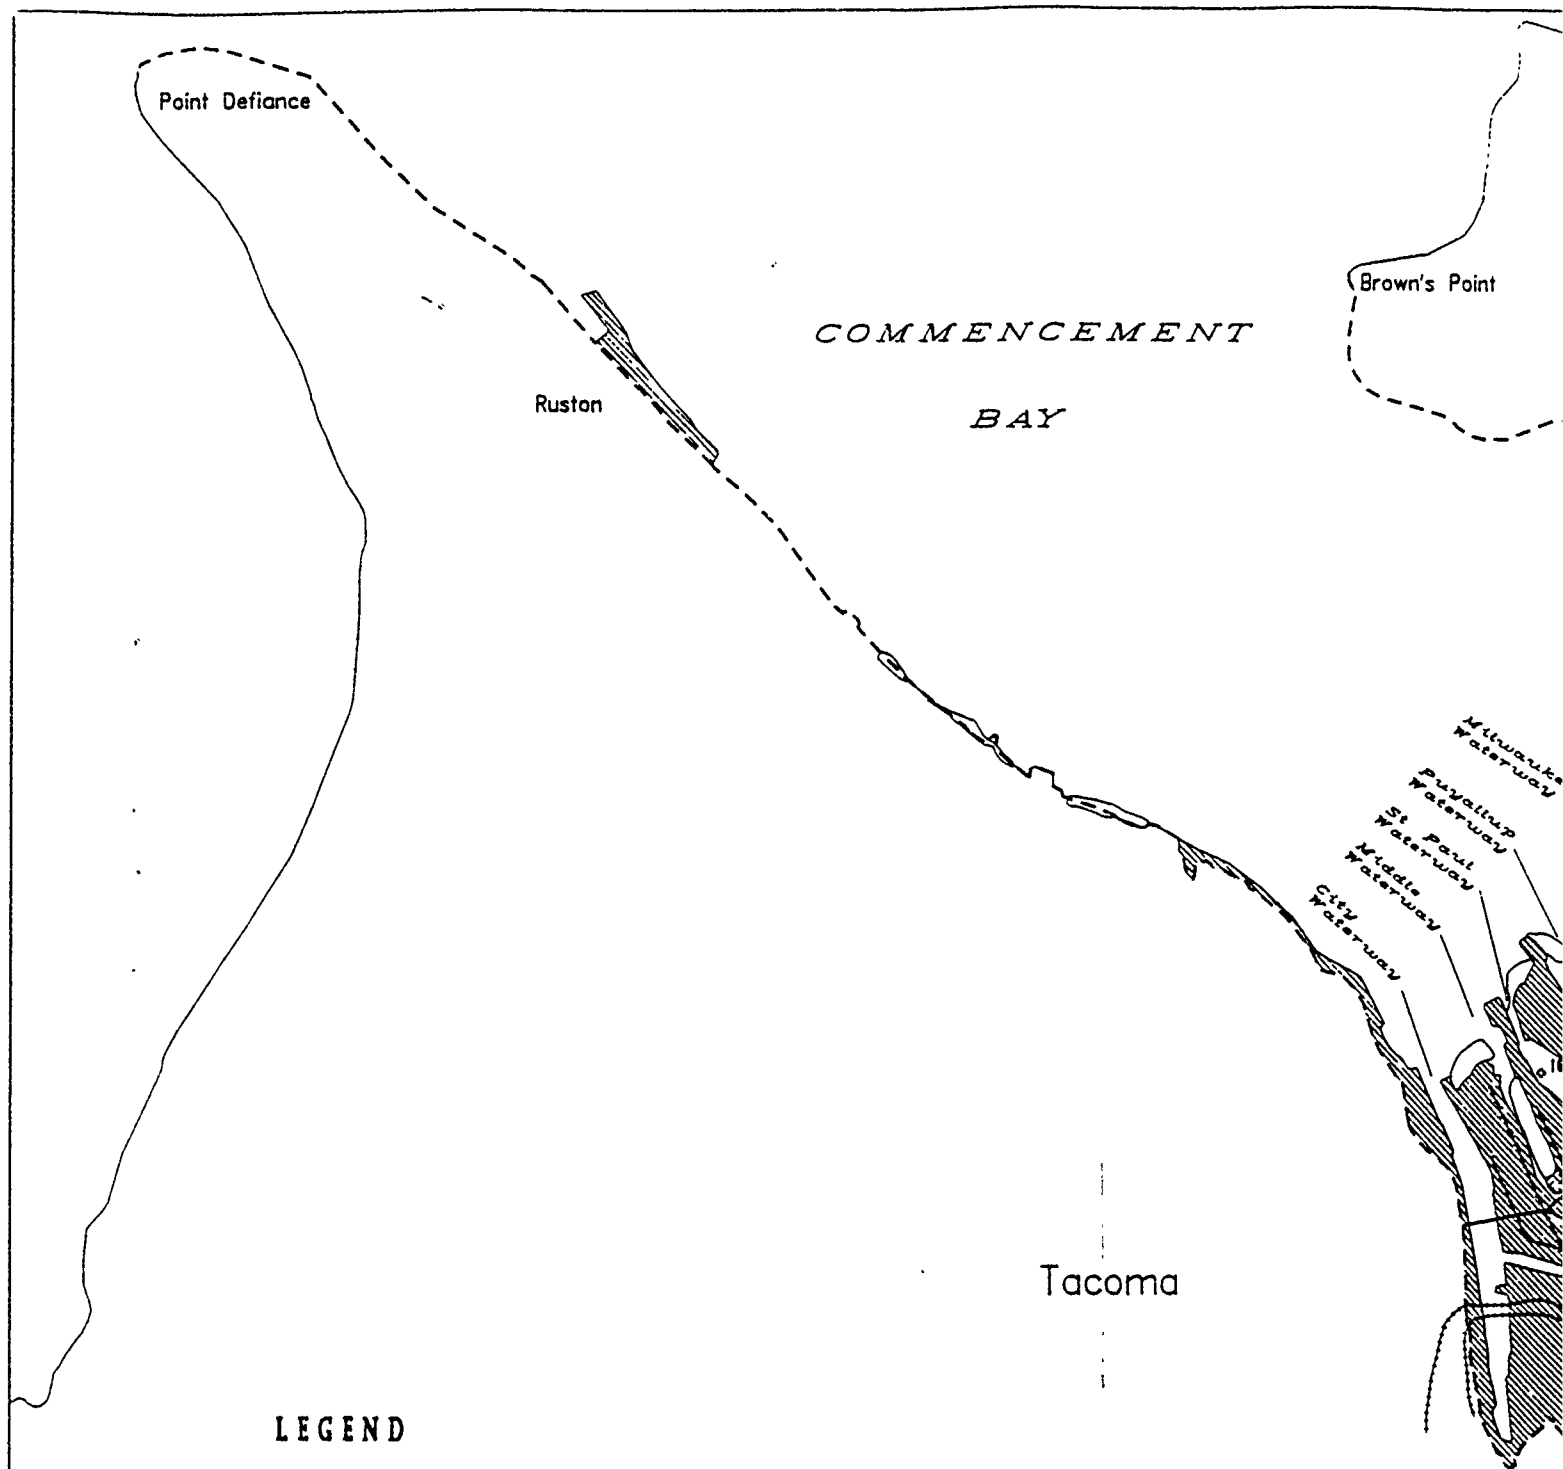 Point Defiance
Brown's Point
COMMENCEMENT
BAY
Ruston
Milwauke
Waterway
Puyallup
Waterway
St Paul
Waterway
Middle
Waterway
City
Waterway
Tacoma
LEGEND